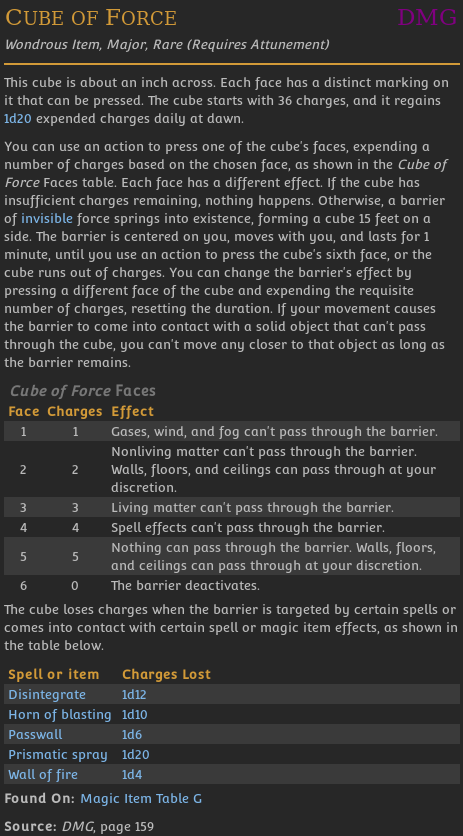 Cube of Force DMG
Wondrous Item, Major, Rare (Requires Attunement)
This cube is about an inch across. Each face has a distinct marking on
it that can be pressed. The cube starts with 36 charges, and it regains
1d20 expended charges daily at dawn.
You can use an action to press one of the cube's faces, expending a
number of charges based on the chosen face, as shown in the Cube of
Force Faces table. Each face has a different effect. If the cube has
insufficient charges remaining, nothing happens. Otherwise, a barrier
of invisible force springs into existence, forming a cube 15 feet on a
side. The barrier is centered on you, moves with you, and lasts for 1
minute, until you use an action to press the cube's sixth face, or the
cube runs out of charges. You can change the barrier's effect by
pressing a different face of the cube and expending the requisite
number of charges, resetting the duration. If your movement causes
the barrier to come into contact with a solid object that can't pass
through the cube, you can't move any closer to that object as long as
the barrier remains.
Cube of Force Faces
Face Charges Effect
1 1 Gases, wind, and fog can't pass through the barrier.
Nonliving matter can't pass through the barrier.
2 2 Walls, floors, and ceilings can pass through at your
discretion.
3 3 Living matter can't pass through the barrier.
4 4 Spell effects can't pass through the barrier.
5 5 Nothing can pass through the barrier. Walls, floors,
and ceilings can pass through at your discretion.
6 0 The barrier deactivates.
The cube loses charges when the barrier is targeted by certain spells or
comes into contact with certain spell or magic item effects, as shown in
the table below.
Spell or item Charges Lost
Disintegrate 1d12
Horn of blasting 1d10
Passwall 1d6
Prismatic spray 1d20
Wall of fire 1d4
Found On: Magic Item Table G
Source: DMG, page 159